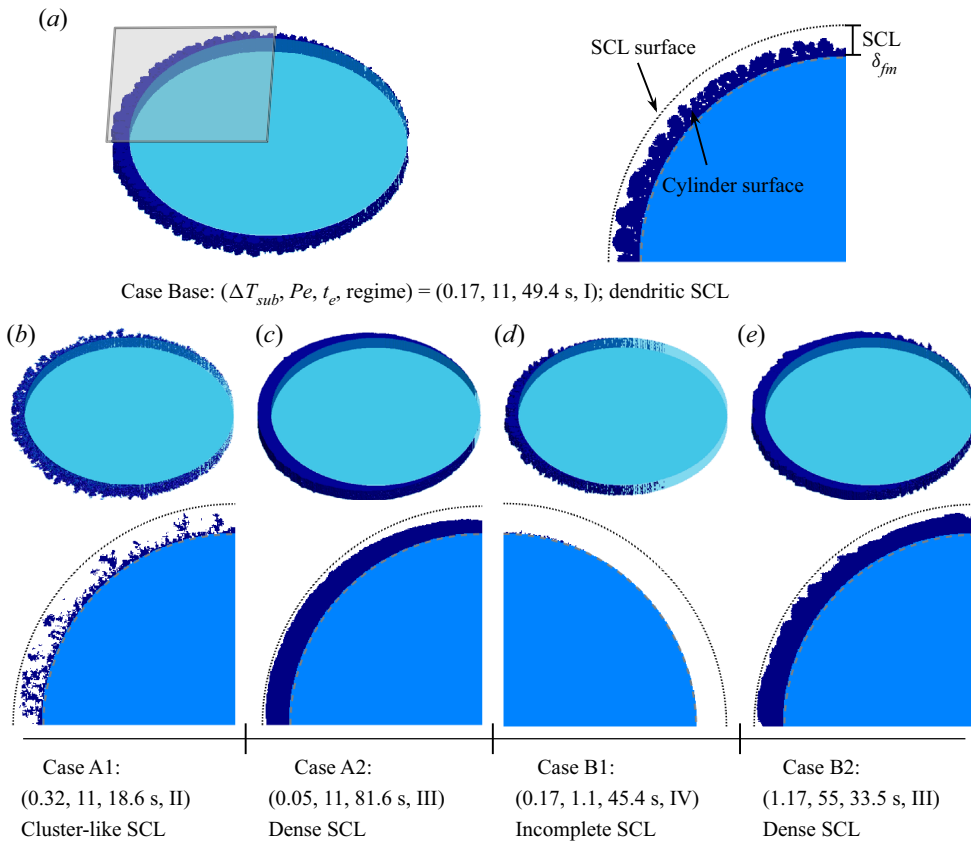 (a)
SCL surface
SCL
δfm
Cylinder surface
Case Base: (ΔTsub, Pe, te, regime) = (0.17, 11, 49.4 s, I); dendritic SCL
(b) (c) (d) (e)
Case A1: Case A2: Case B1: Case B2:
(0.32, 11, 18.6 s, II) (0.05, 11, 81.6 s, III) (0.17, 1.1, 45.4 s, IV) (1.17, 55, 33.5 s, III)
Cluster-like SCL Dense SCL Incomplete SCL Dense SCL